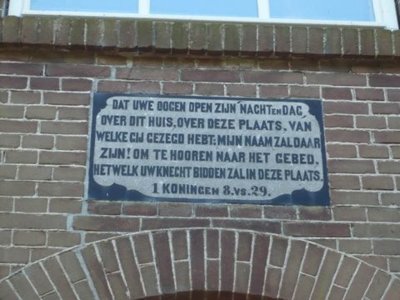 DAT UWE OOGEN OPEN ZIJN NACHT EN DAG
OVER DIT HUIS, OVER DEZE PLAATS, VAN
WELKE GIJ GEZEGD HEBT: MIJN NAAM ZAL DAAR
ZIJN! OM TE HOOREN NAAR HET GEBED,
HETWELK UW KNECHT BIDDEN ZAL IN DEZE PLAATS.
1 KONINGEN 8. VS. 29.